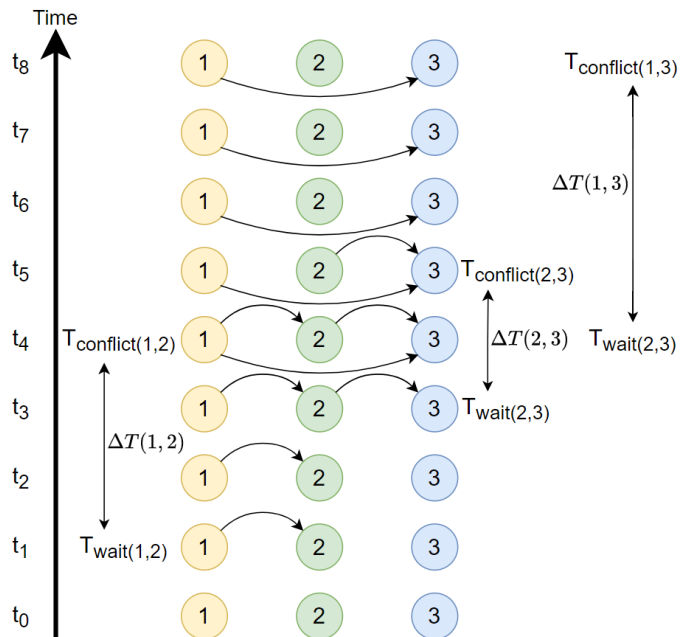 Time
t8 1 2 3 Tconflict(1,3)
t7 1 2 3
ΔT(1,3)
t6 1 2 3
t5 1 2 3 Tconflict(2,3)
t4 Tconflict(1,2) 1 2 3 ΔT(2,3) Twait(2,3)
t3 1 2 3 Twait(2,3)
ΔT(1,2)
t2 1 2 3
t1 Twait(1,2) 1 2 3
t0 1 2 3